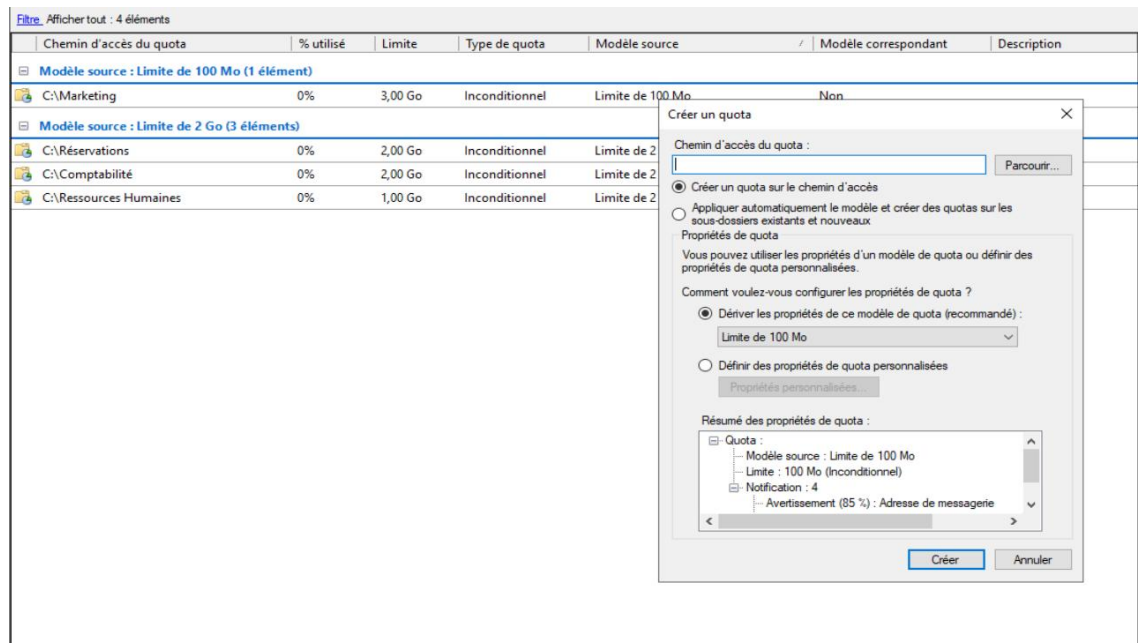 Filtre Afficher tout : 4 éléments
Chemin d'accès du quota % utilisé Limite Type de quota Modèle source Modèle correspondant Description
Modèle source : Limite de 100 Mo (1 élément)
C:\Marketing 0% 3,00 Go Inconditionnel Limite de 100 Mo Non
Modèle source : Limite de 2 Go (3 éléments)
C:\Réservations 0% 2,00 Go Inconditionnel Limite de 2
C:\Comptabilité 0% 2,00 Go Inconditionnel Limite de 2
C:\Ressources Humaines 0% 1,00 Go Inconditionnel Limite de 2
Créer un quota
Chemin d'accès du quota :
Parcourir...
Créer un quota sur le chemin d'accès
Appliquer automatiquement le modèle et créer des quotas sur les
sous-dossiers existants et nouveaux
Propriétés de quota
Vous pouvez utiliser les propriétés d'un modèle de quota ou définir des
propriétés de quota personnalisées.
Comment voulez-vous configurer les propriétés de quota ?
Dériver les propriétés de ce modèle de quota (recommandé) :
Limite de 100 Mo
Définir des propriétés de quota personnalisées
Propriétés personnalisées...
Résumé des propriétés de quota :
Quota :
Modèle source : Limite de 100 Mo
Limite : 100 Mo (Inconditionnel)
Notification : 4
Avertissement (85 %) : Adresse de messagerie
Créer Annuler